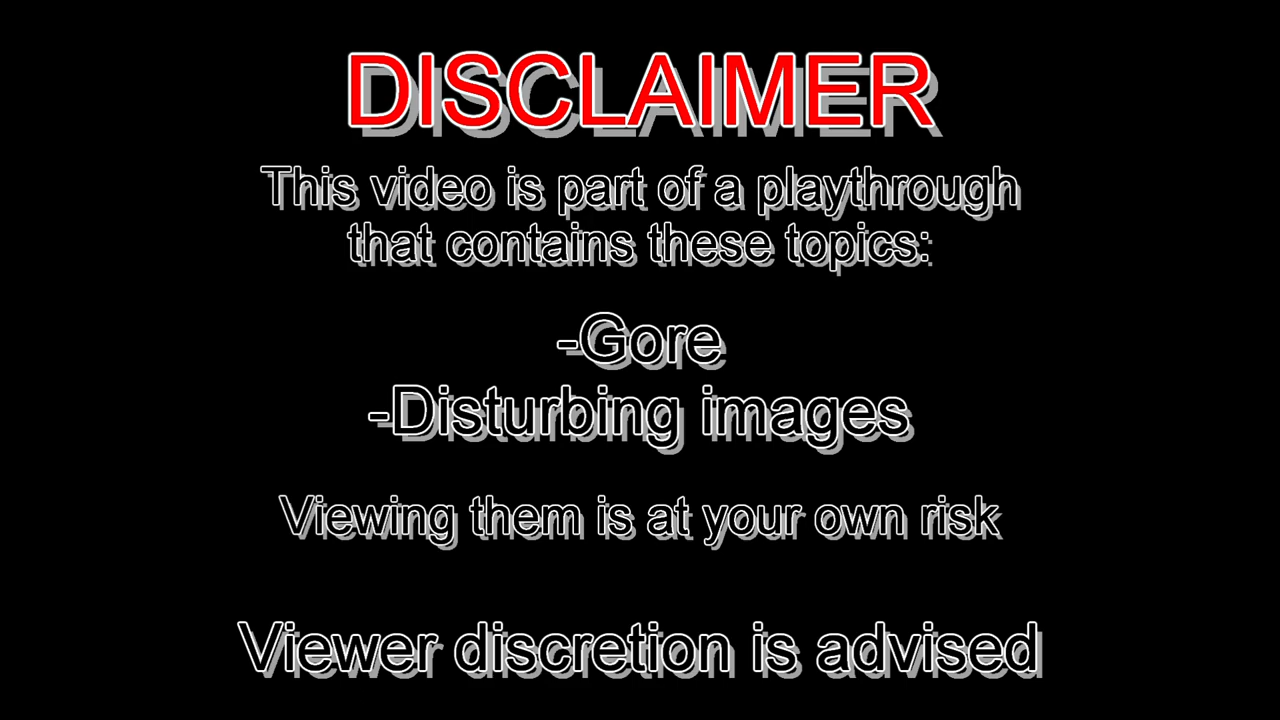 DISCLAIMER
This video is part of a playthrough
that contains these topics:
-Gore
-Disturbing images
Viewing them is at your own risk
Viewer discretion is advised